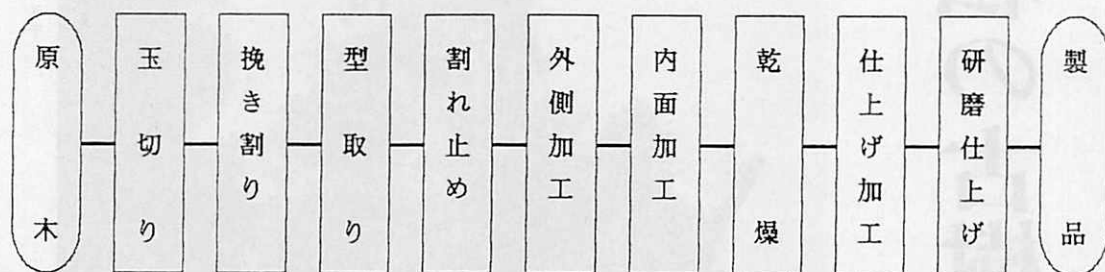 原木
玉切り
挽き割り
型取り
割れ止め
外側加工
内面加工
乾燥
仕上げ加工
研磨仕上げ
製品